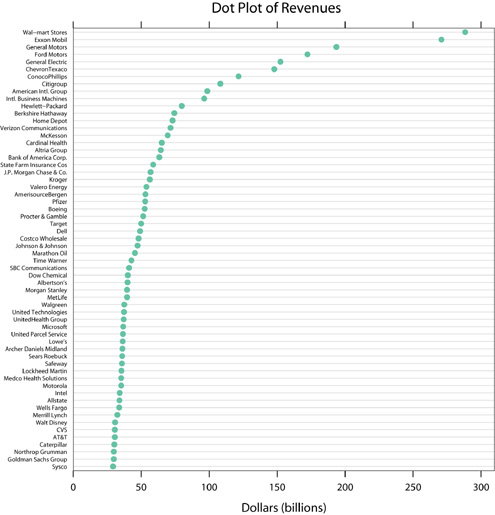 Dot Plot of Revenues
Wal-mart Stores
Exxon Mobil
General Motors
Ford Motors
General Electric
ChevronTexaco
ConocoPhillips
Citigroup
American Intl. Group
Intl. Business Machines
Hewlett-Packard
Berkshire Hathaway
Home Depot
Verizon Communications
McKesson
Cardinal Health
Altria Group
Bank of America Corp.
State Farm Insurance Cos
J.P. Morgan Chase & Co.
Kroger
Valero Energy
AmerisourceBergen
Pfizer
Boeing
Procter & Gamble
Target
Dell
Costco Wholesale
Johnson & Johnson
Marathon Oil
Time Warner
SBC Communications
Dow Chemical
Albertson's
Morgan Stanley
MetLife
Walgreen
United Technologies
UnitedHealth Group
Microsoft
United Parcel Service
Lowe's
Archer Daniels Midland
Sears Roebuck
Safeway
Lockheed Martin
Medco Health Solutions
Motorola
Intel
Allstate
Wells Fargo
Merrill Lynch
Walt Disney
CVS
AT&T
Caterpillar
Northrop Grumman
Goldman Sachs Group
Sysco
0 50 100 150 200 250 300
Dollars (billions)